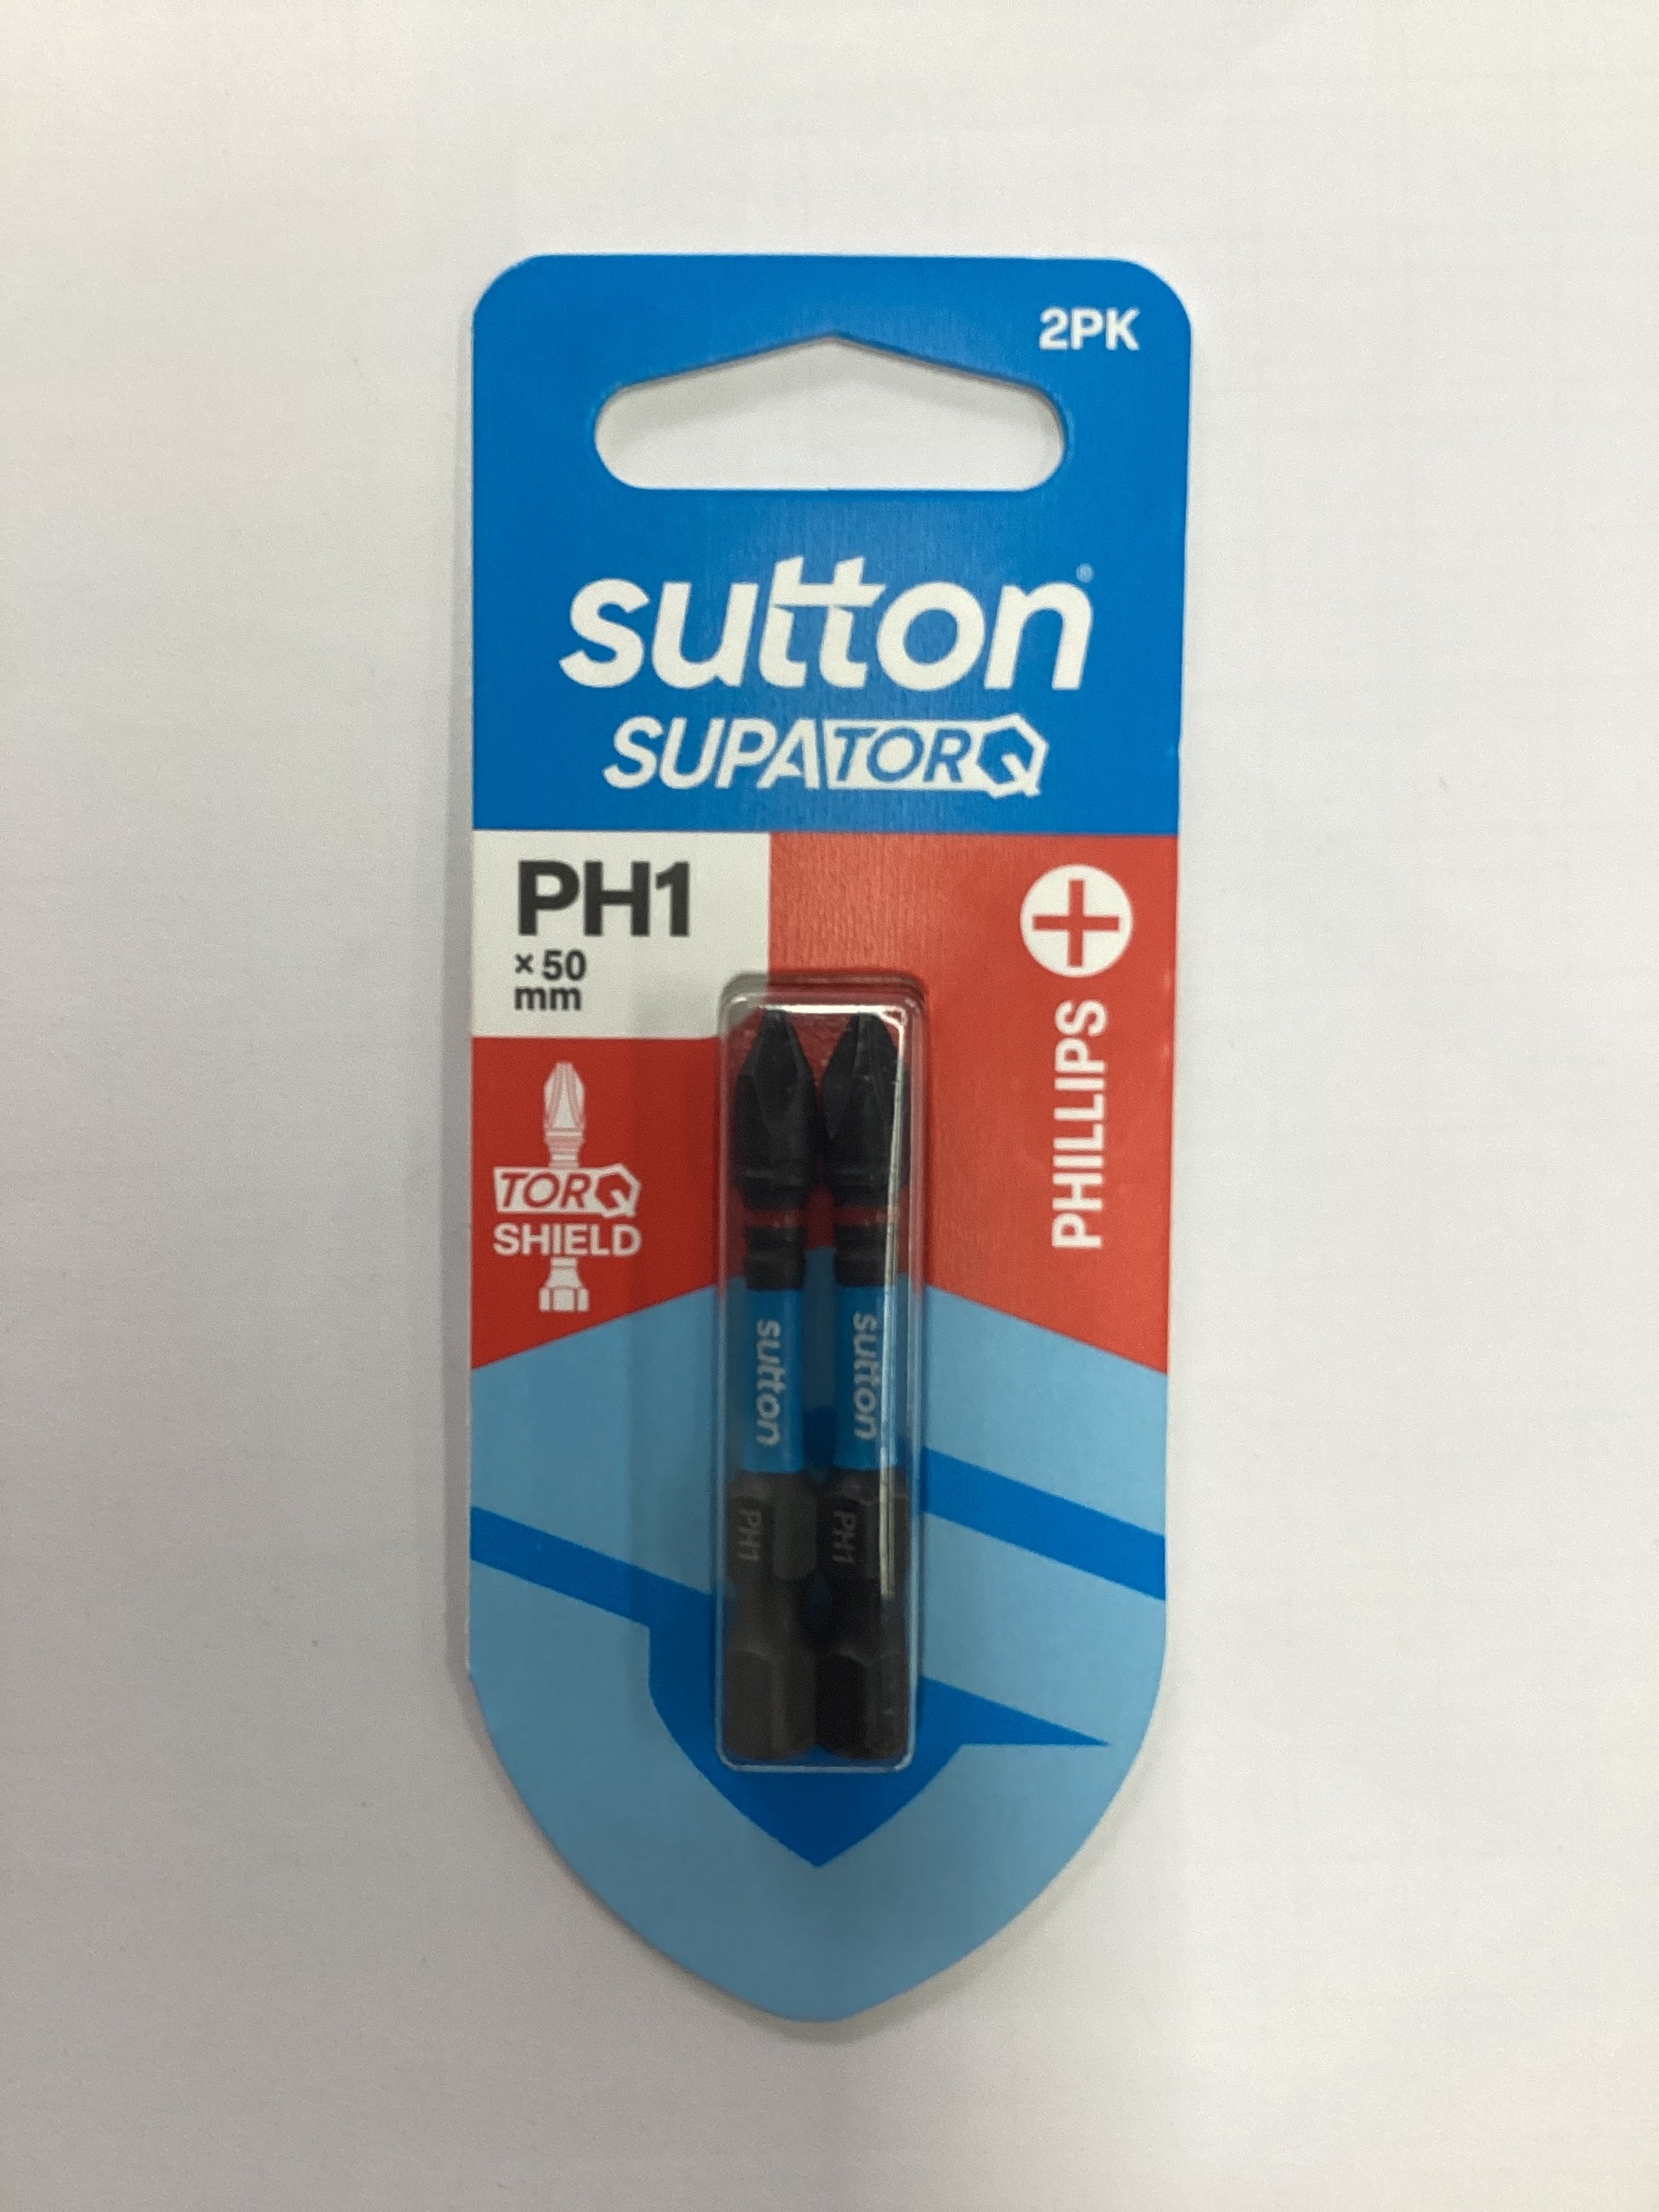 2PK
sutton®
SUPATORQ
PH1
× 50
mm
PHILLIPS
TORQ
SHIELD
sutton
sutton
PH1
PH1